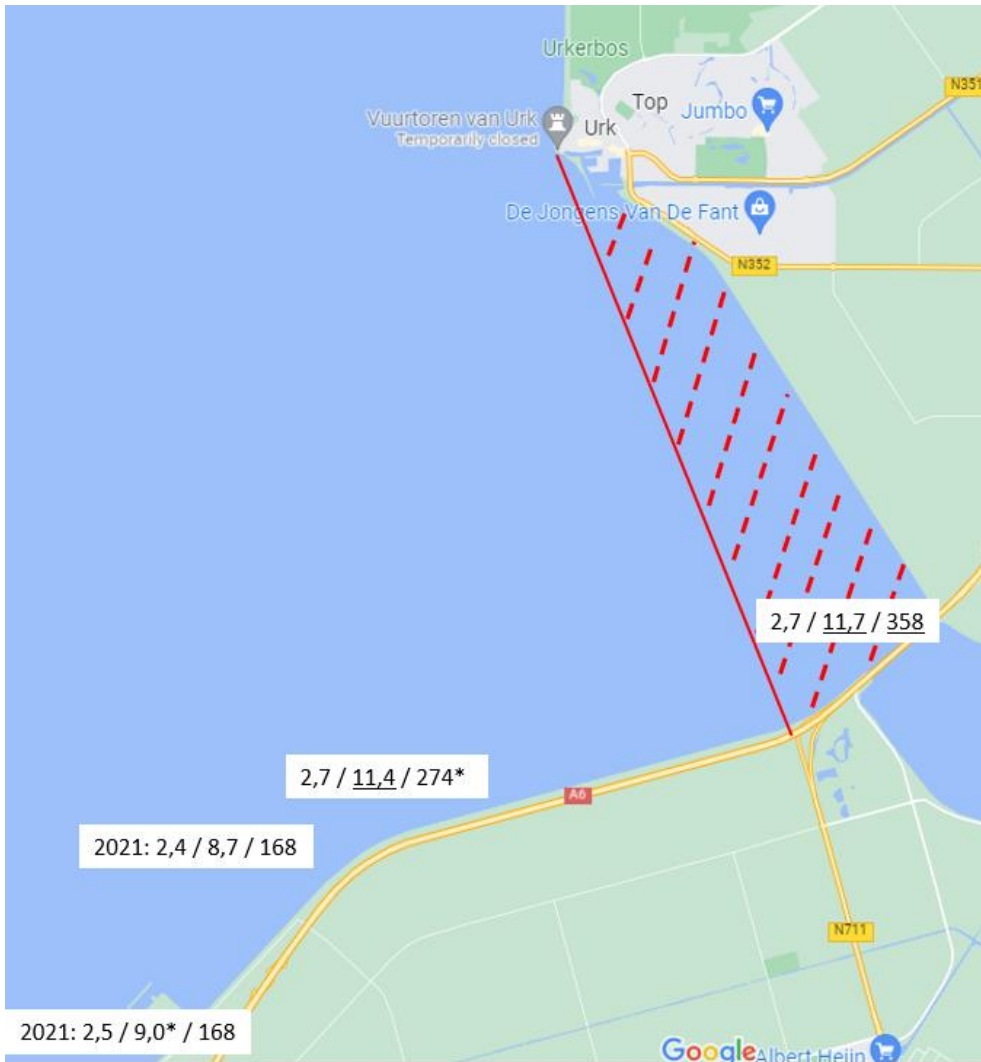 Urkerbos
N351
Top
Jumbo
Vuurtoren van Urk
Temporarily closed
Urk
De Jongens Van De Fant
N352
2,7 / 11,7 / 358
2,7 / 11,4 / 274*
A6
2021: 2,4 / 8,7 / 168
N711
2021: 2,5 / 9,0* / 168
Google
Albert Heijn